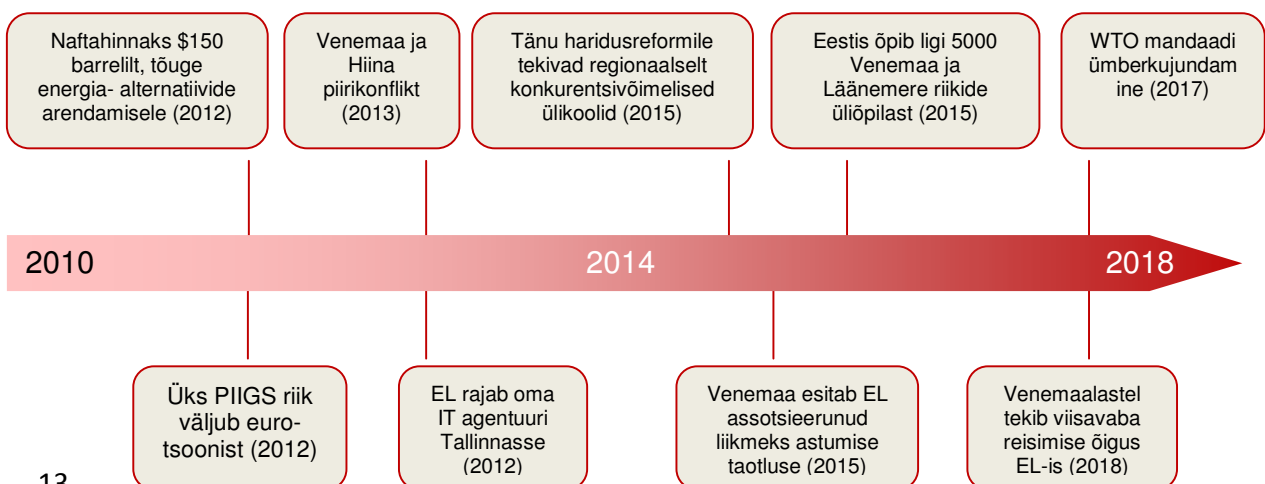 Naftahinnaks $150
barrelilt, tõuge
energia- alternatiivide
arendamisele (2012)
Venemaa ja
Hiina
piirikonflikt
(2013)
Tänu haridusreformile
tekivad regionaalselt
konkurentsivõimelised
ülikoolid (2015)
Eestis õpib ligi 5000
Venemaa ja
Läänemere riikide
üliõpilast (2015)
WTO mandaadi
ümberkujundam
ine (2017)
2010
2014
2018
Üks PIIGS riik
väljub euro-
tsoonist (2012)
EL rajab oma
IT agentuuri
Tallinnasse
(2012)
Venemaa esitab EL
assotsieerunud
liikmeks astumise
taotluse (2015)
Venemaalastel
tekib viisavaba
reisimise õigus
EL-is (2018)
13